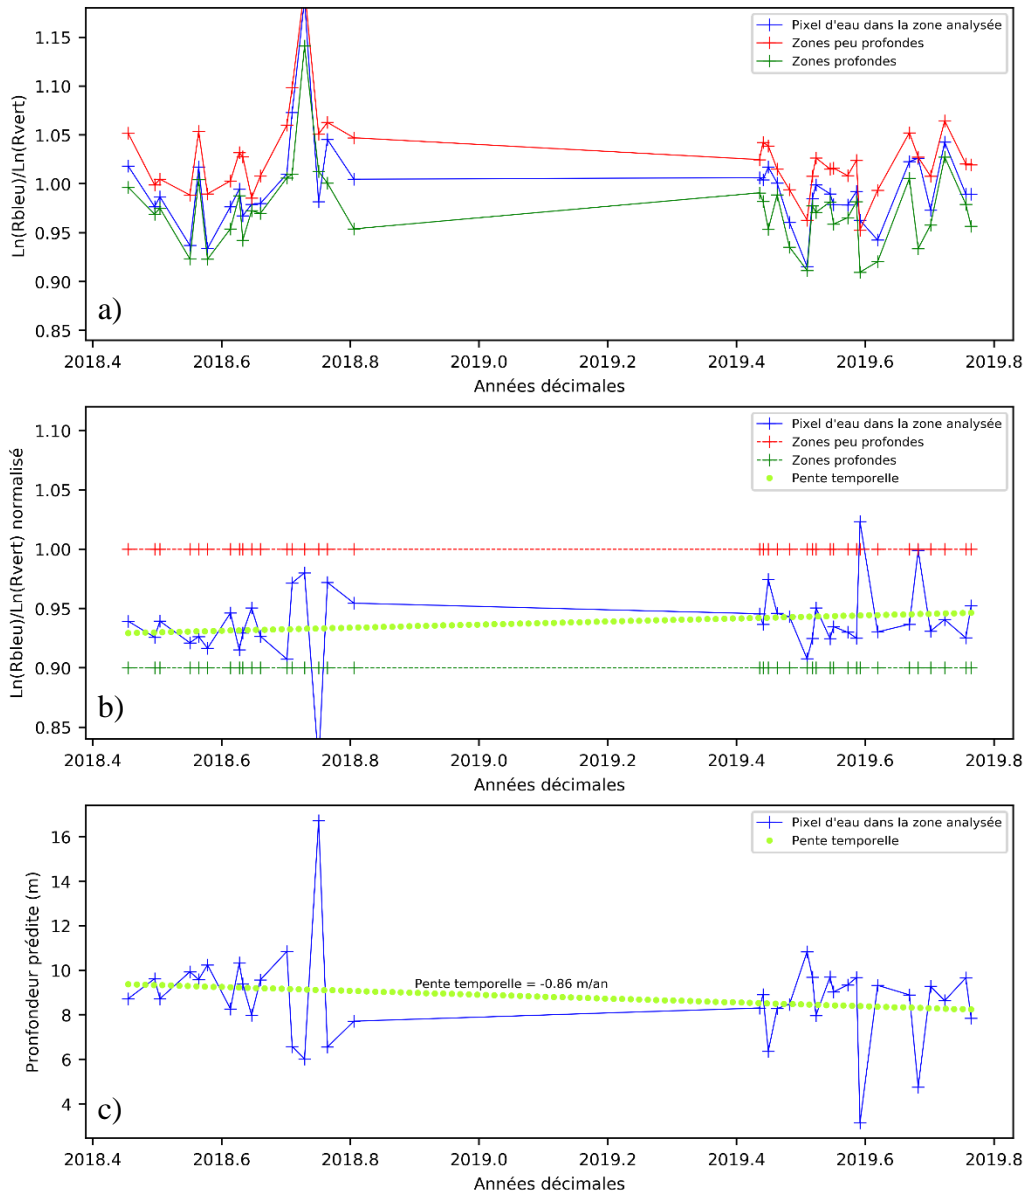 Ln(Rbleu)/Ln(Rvert)
1.15
1.10
1.05
1.00
0.95
0.90
0.85
Pixel d'eau dans la zone analysée
Zones peu profondes
Zones profondes
a)
2018.4 2018.6 2018.8 2019.0 2019.2 2019.4 2019.6 2019.8
Années décimales
Ln(Rbleu)/Ln(Rvert) normalisé
1.10
1.05
1.00
0.95
0.90
0.85
Pixel d'eau dans la zone analysée
Zones peu profondes
Zones profondes
Pente temporelle
b)
2018.4 2018.6 2018.8 2019.0 2019.2 2019.4 2019.6 2019.8
Années décimales
Pronfondeur prédite (m)
16
14
12
10
8
6
4
Pixel d'eau dans la zone analysée
Pente temporelle
Pente temporelle = -0.86 m/an
c)
2018.4 2018.6 2018.8 2019.0 2019.2 2019.4 2019.6 2019.8
Années décimales